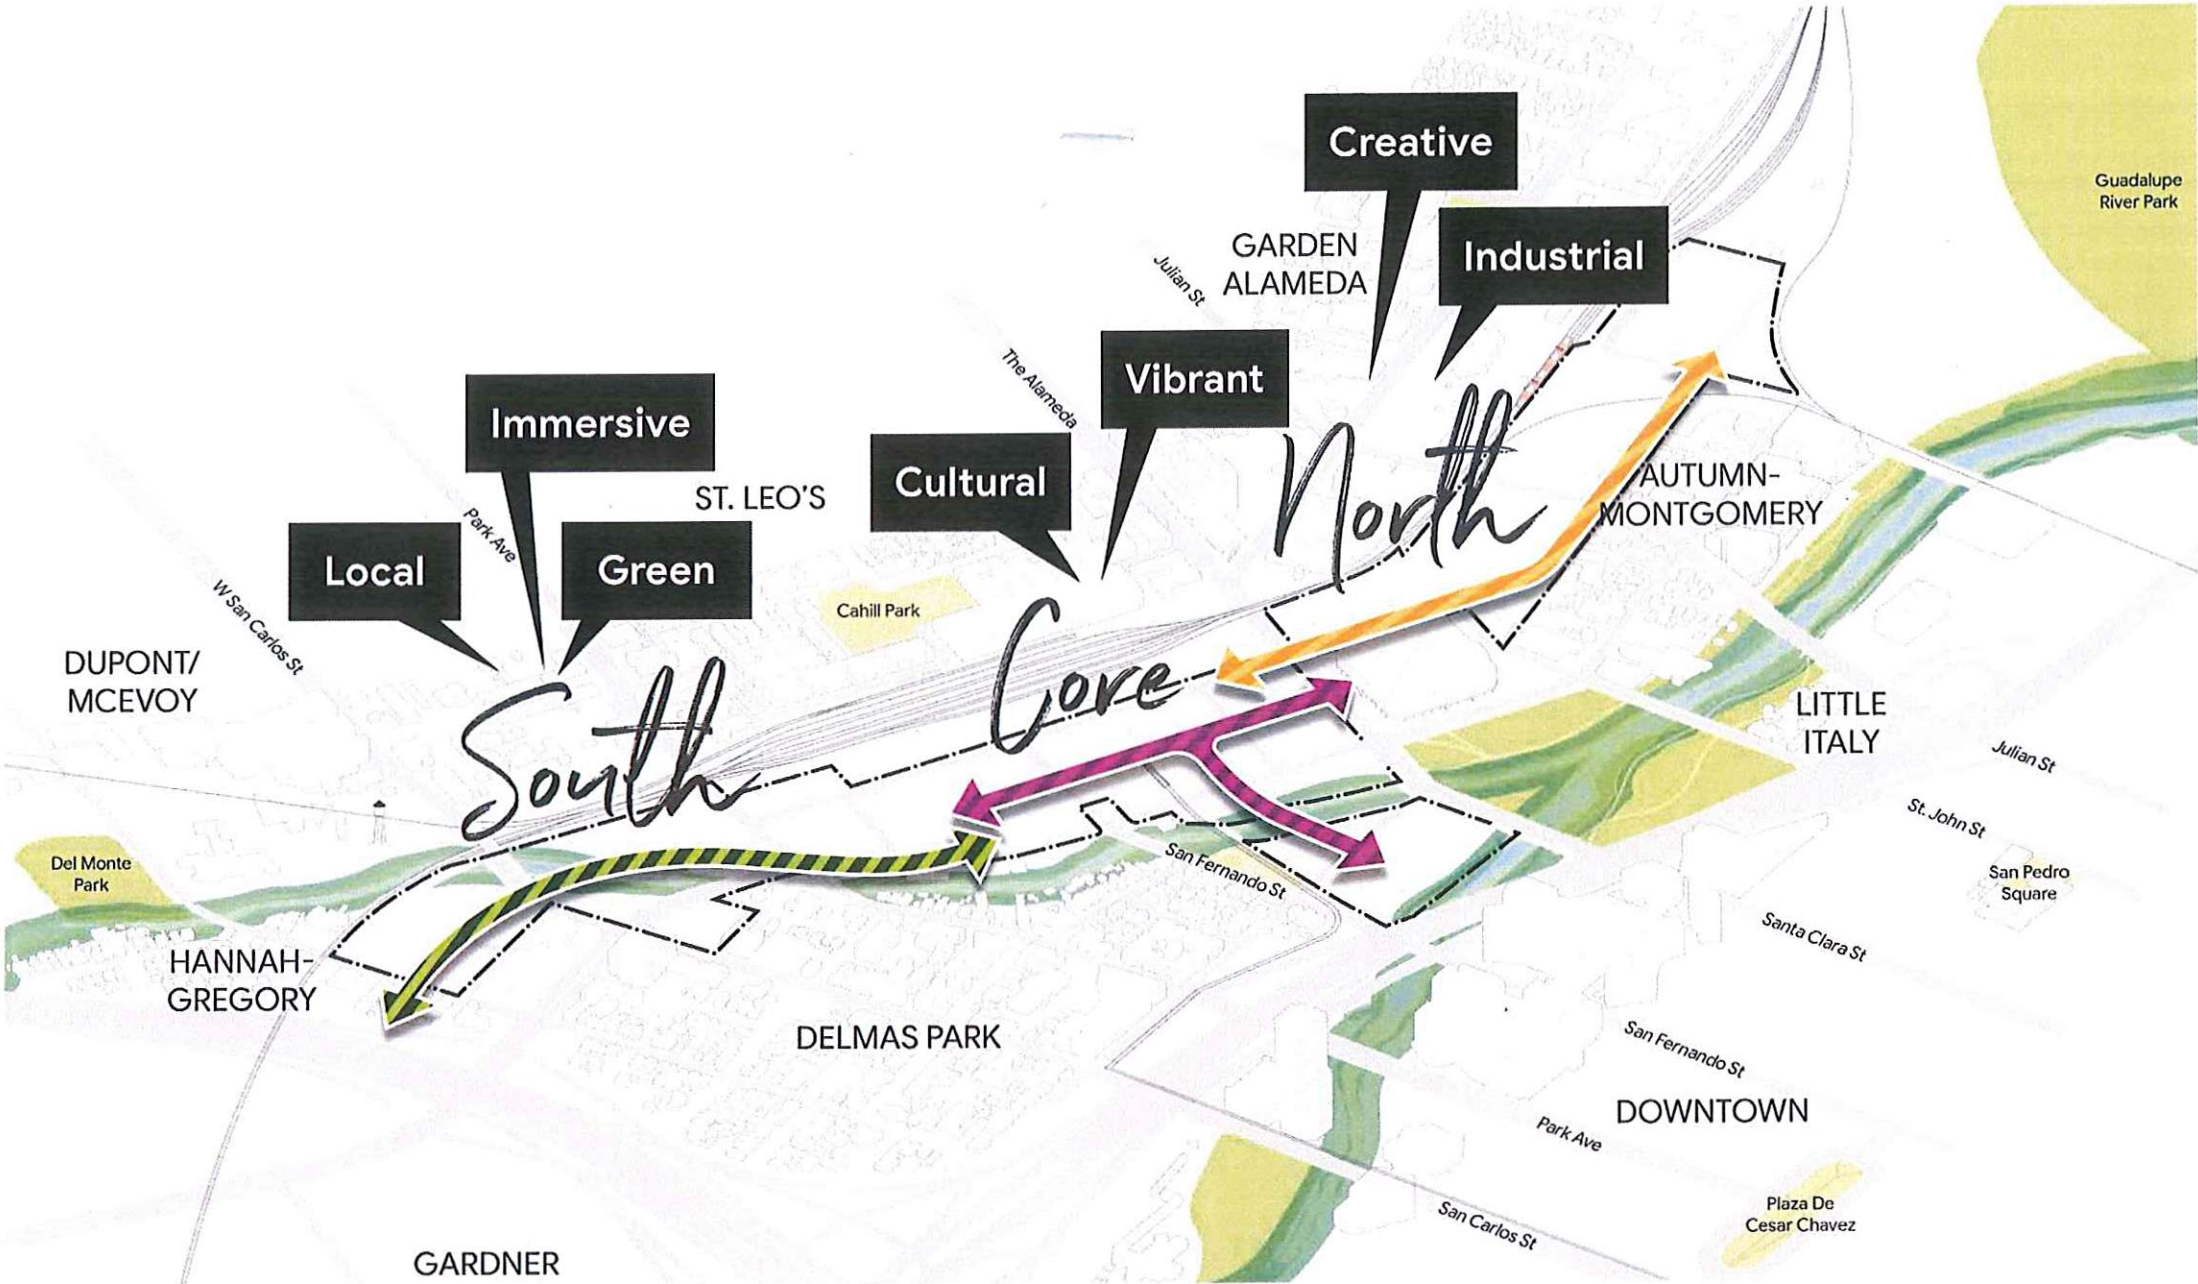 Creative
Guadalupe
River Park
Industrial
GARDEN
ALAMEDA
Julian St
Vibrant
The Alameda
Immersive
Cultural
North
AUTUMN-
MONTGOMERY
ST. LEO'S
Park Ave
Local
Green
Cahill Park
W San Carlos St
DUPONT/
MCEVOY
South
Core
LITTLE
ITALY
Julian St
St. John St
Del Monte
Park
San Fernando St
San Pedro
Square
Santa Clara St
HANNAH-
GREGORY
DELMAS PARK
San Fernando St
DOWNTOWN
Park Ave
Plaza De
Cesar Chavez
San Carlos St
GARDNER